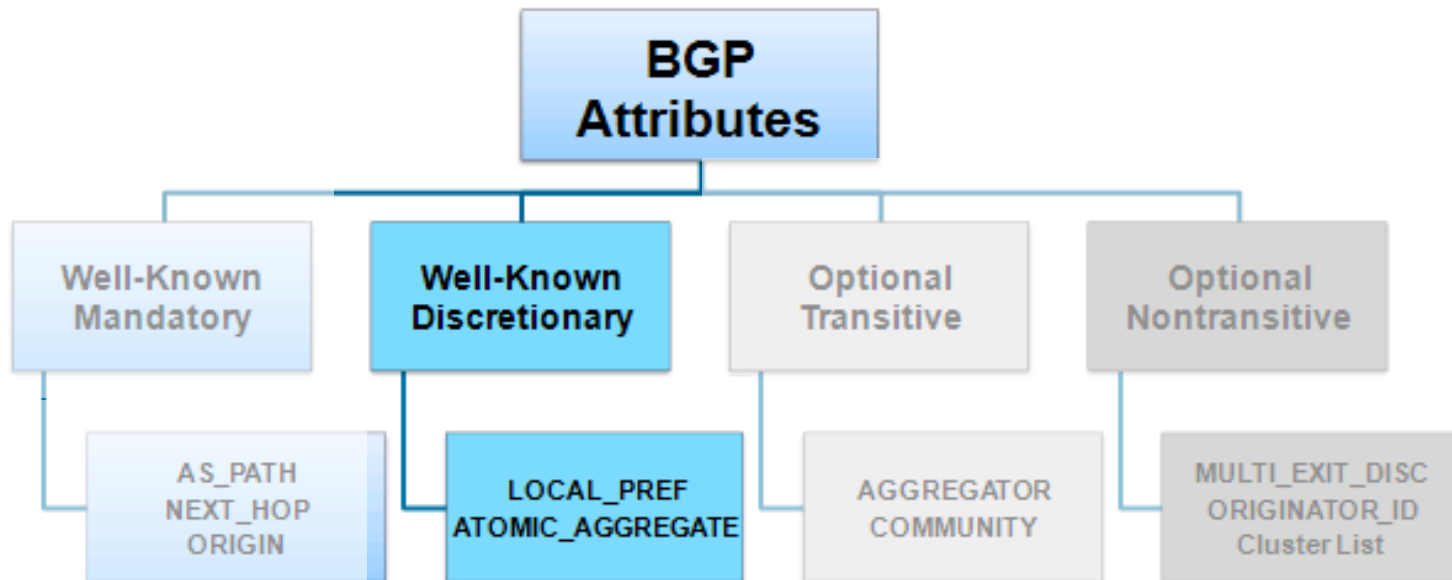 BGP
Attributes
Well-Known
Mandatory
Well-Known
Discretionary
Optional
Transitive
Optional
Nontransitive
AS_PATH
NEXT_HOP
ORIGIN
LOCAL_PREF
ATOMIC_AGGREGATE
AGGREGATOR
COMMUNITY
MULTI_EXIT_DISC
ORIGINATOR_ID
Cluster List